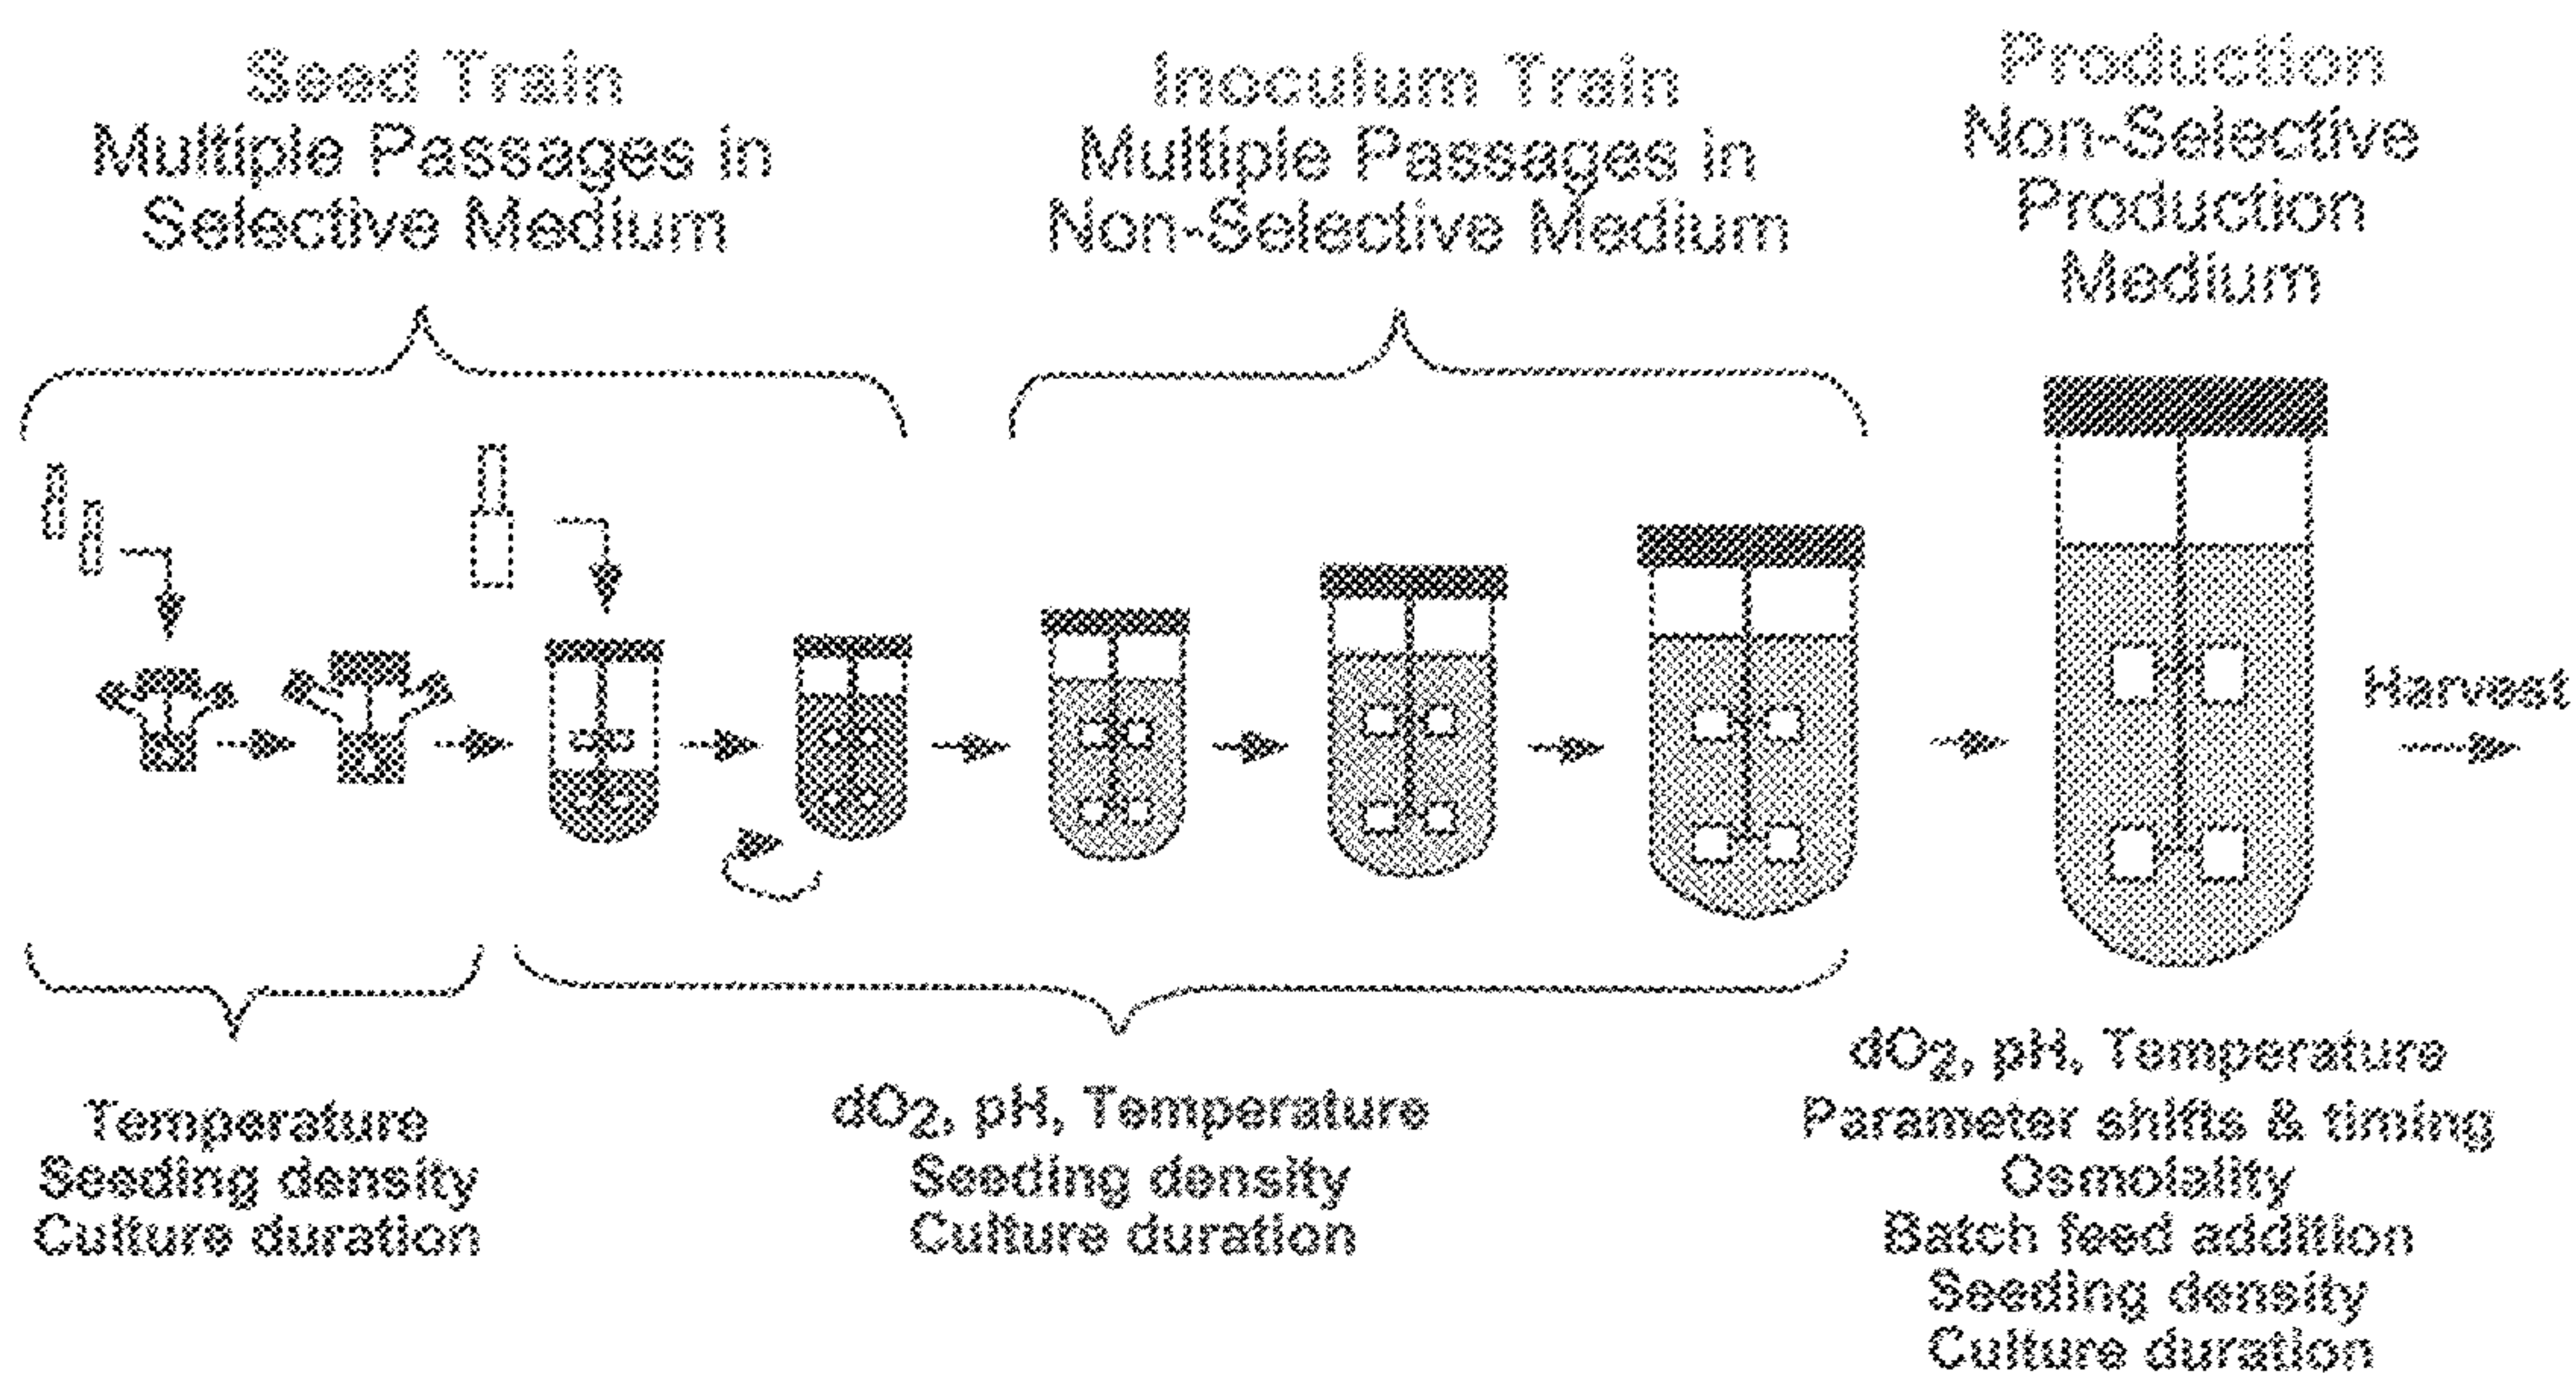 Seed Train
Multiple Passages in
Selective Medium
Inoculum Train
Multiple Passages in
Non-Selective Medium
Production
Non-Selective
Production
Medium
Harvest
Temperature
Seeding density
Culture duration
dO2, pH, Temperature
Seeding density
Culture duration
dO2, pH, Temperature
Parameter shifts & timing
Osmolality
Batch feed addition
Seeding density
Culture duration